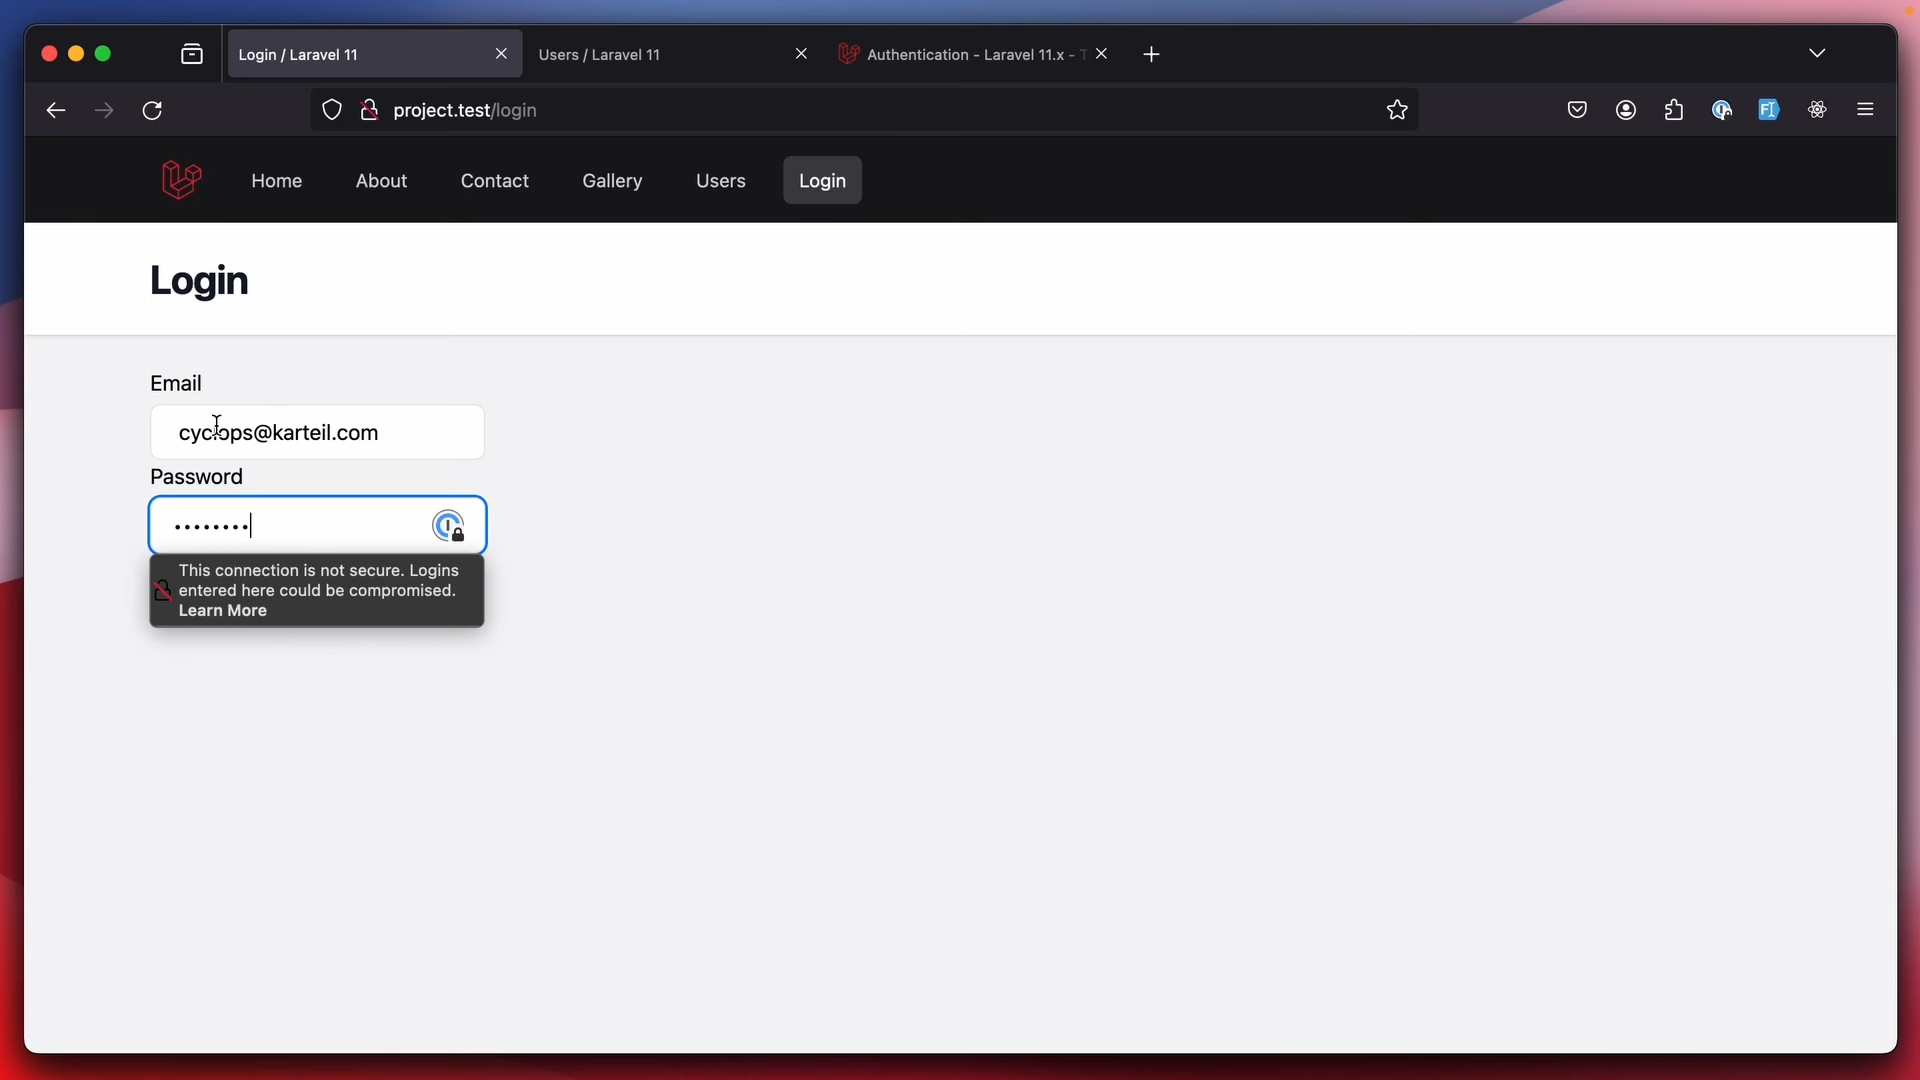 Login / Laravel 11
Users / Laravel 11
Authentication - Laravel 11.x -
project.test/login
Home
About
Contact
Gallery
Users
Login
Login
Email
cyclops@karteil.com
Password
This connection is not secure. Logins
entered here could be compromised.
Learn More